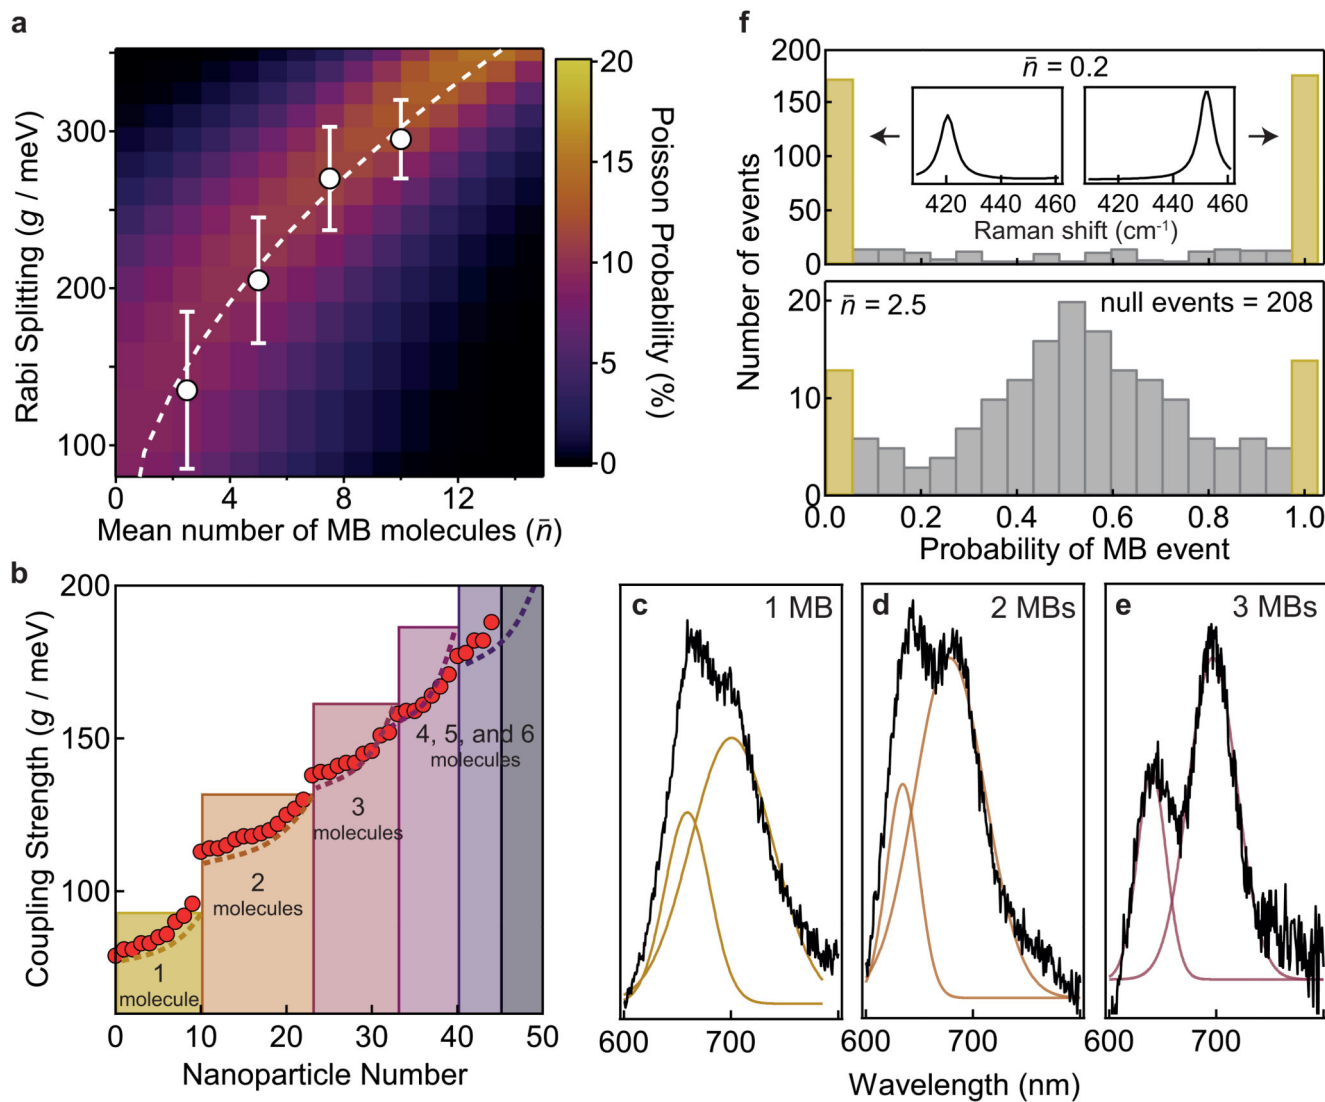 a
Rabi Splitting (g / meV)
300
200
100
0
4
8
12
Mean number of MB molecules (n̄)
20
15
10
5
0
Poisson Probability (%)
b
Coupling Strength (g / meV)
200
150
100
1
molecule
2
molecules
3
molecules
4, 5, and 6
molecules
0
10
20
30
40
50
Nanoparticle Number
f
Number of events
200
150
100
50
0
n̄ = 0.2
420 440 460
420 440 460
Raman shift (cm⁻¹)
20
10
0
n̄ = 2.5
null events = 208
0.0 0.2 0.4 0.6 0.8 1.0
Probability of MB event
c
1 MB
d
2 MBs
e
3 MBs
600 700
600 700
600 700
Wavelength (nm)